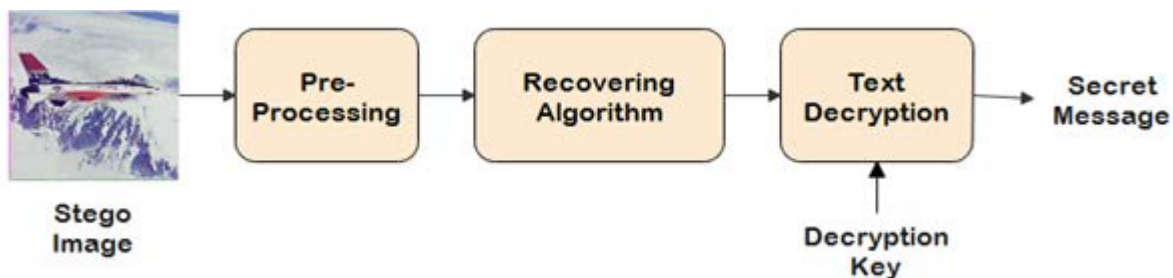 Stego
Image
Pre-
Processing
Recovering
Algorithm
Text
Decryption
Decryption
Key
Secret
Message